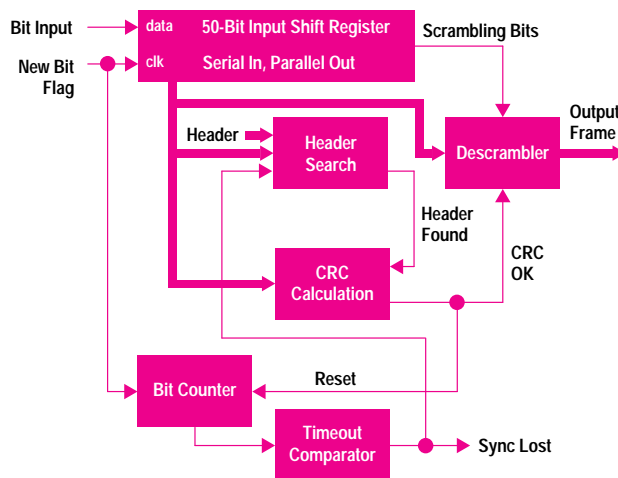 Bit Input
data
50-Bit Input Shift Register
Scrambling Bits
New Bit
Flag
clk
Serial In, Parallel Out
Output
Frame
Header
Header
Search
Descrambler
Header
Found
CRC
OK
CRC
Calculation
Reset
Bit Counter
Timeout
Comparator
Sync Lost